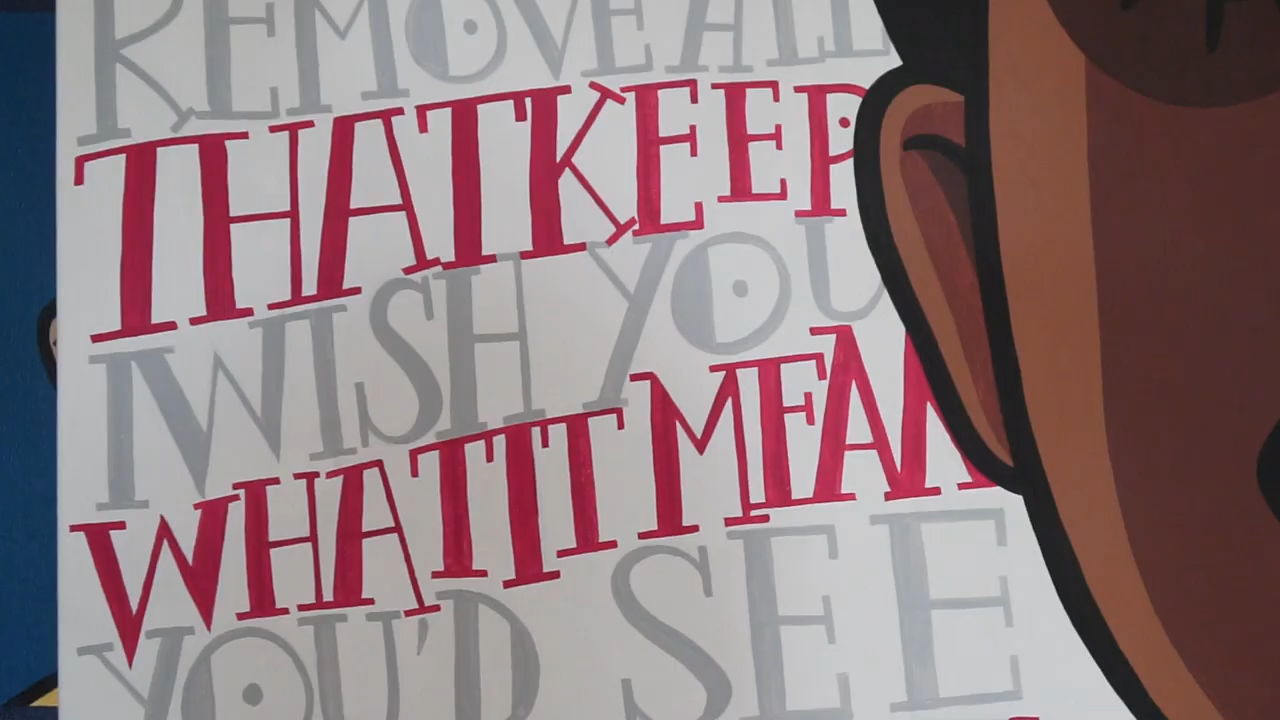 REMOVE ALL
THAT KEEP
I WISH YOU
WHAT IT MEAN
YOU'D SEE